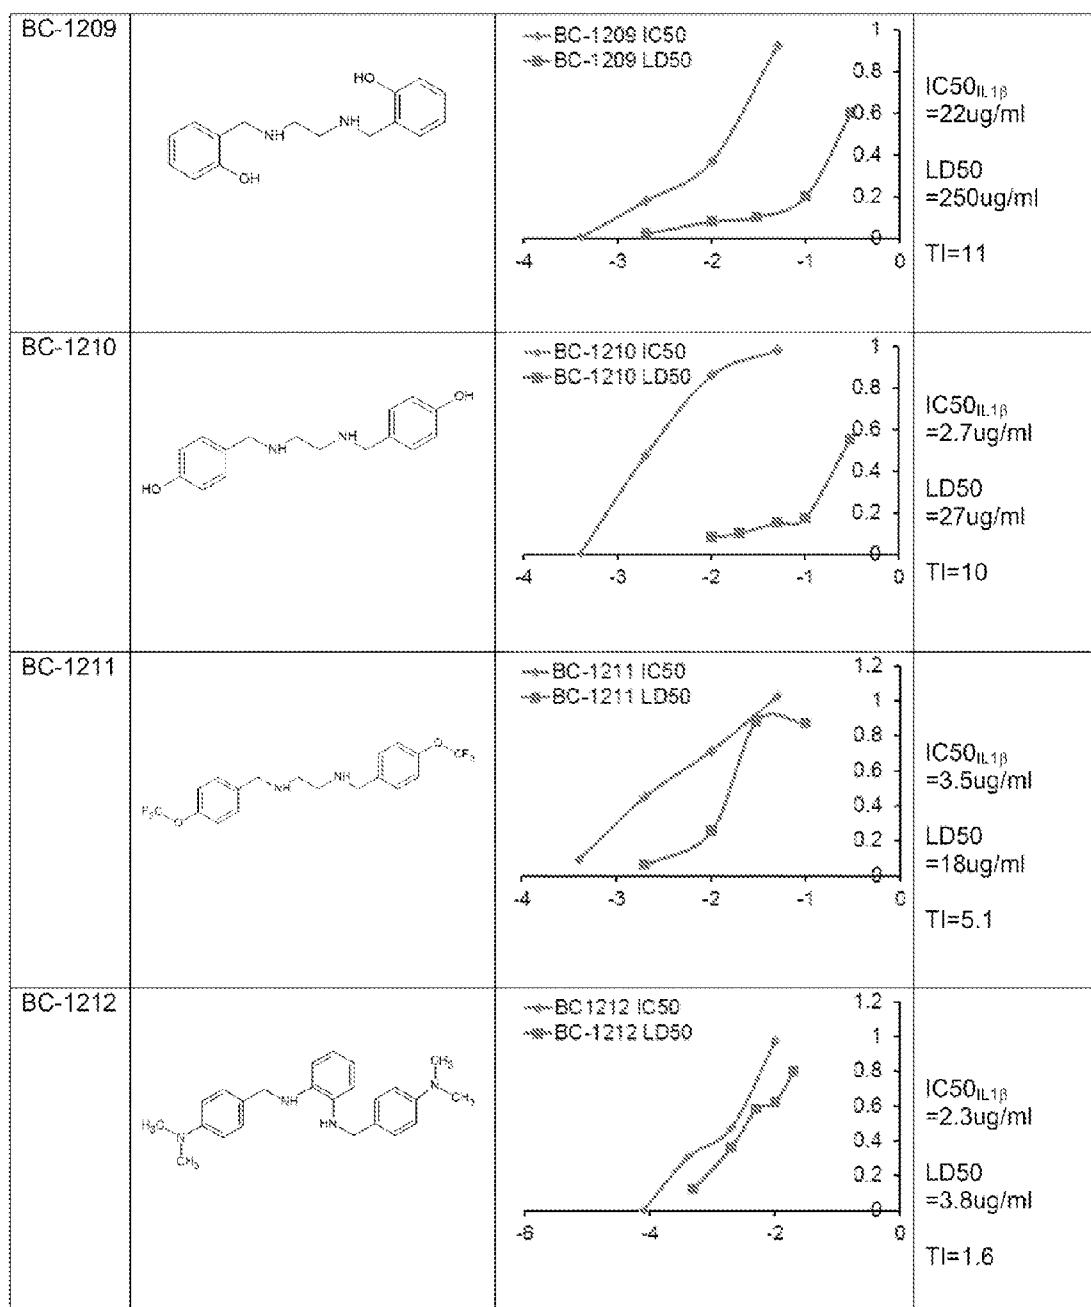 BC-1209
HO
NH
NH
OH
BC-1209 IC50
BC-1209 LD50
1
0.8
0.6
0.4
0.2
0
-4 -3 -2 -1 0
IC50IL1β
=22ug/ml
LD50
=250ug/ml
TI=11
BC-1210
OH
NH
NH
HO
BC-1210 IC50
BC-1210 LD50
1
0.8
0.6
0.4
0.2
0
-4 -3 -2 -1 0
IC50IL1β
=2.7ug/ml
LD50
=27ug/ml
TI=10
BC-1211
O
CF3
NH
NH
F3C
O
BC-1211 IC50
BC-1211 LD50
1.2
1
0.8
0.6
0.4
0.2
0
-4 -3 -2 -1 0
IC50IL1β
=3.5ug/ml
LD50
=18ug/ml
TI=5.1
BC-1212
CH3
N
CH3
NH
HN
H3C
N
CH3
BC1212 IC50
BC-1212 LD50
1.2
1
0.8
0.6
0.4
0.2
0
-6 -4 -2 0
IC50IL1β
=2.3ug/ml
LD50
=3.8ug/ml
TI=1.6